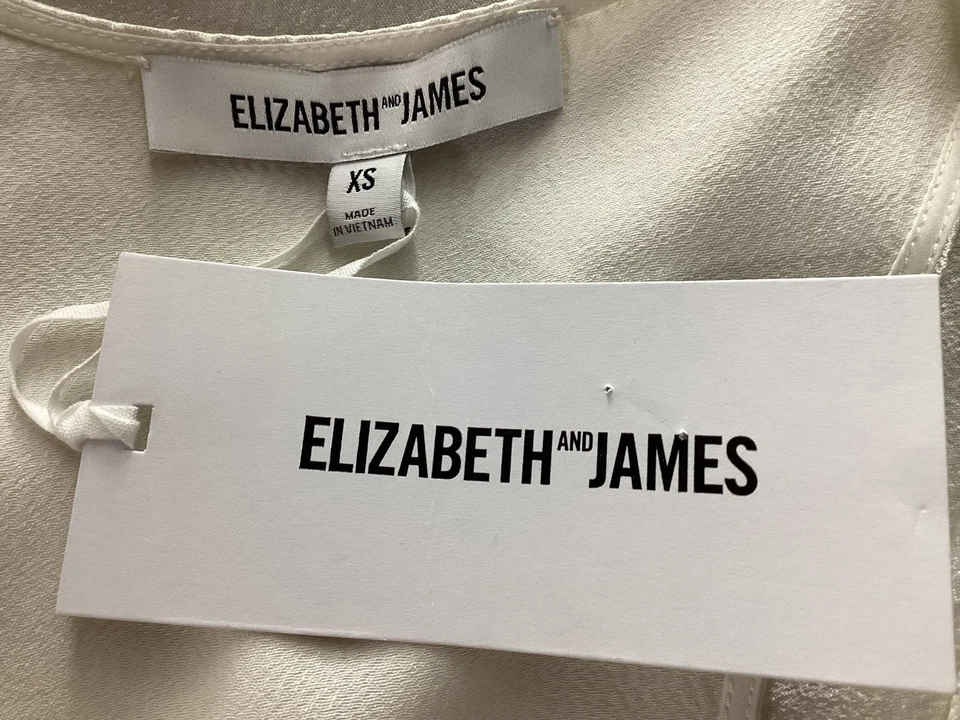 ELIZABETH AND JAMES
XS
MADE
IN VIETNAM
ELIZABETH AND JAMES